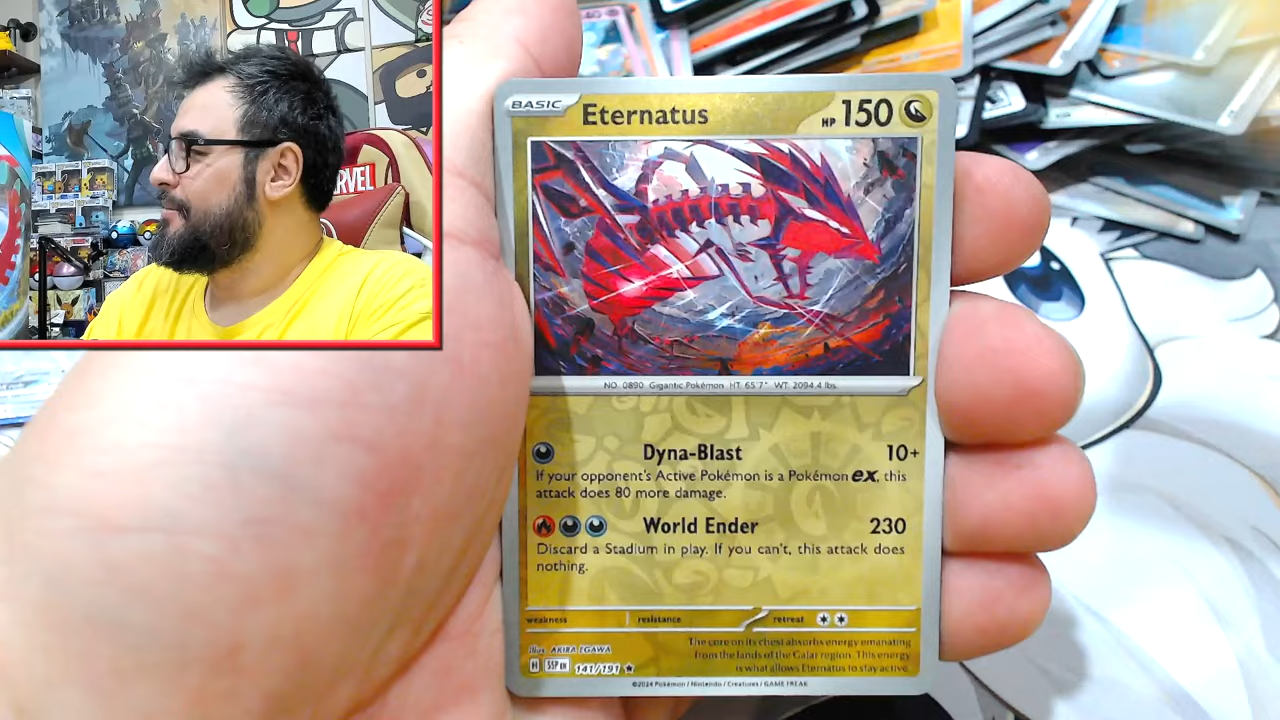 BASIC
Eternatus
HP 150
NO. 0890 Gigantic Pokémon HT. 65'7" WT. 2094.4 lbs.
Dyna-Blast 10+
If your opponent's Active Pokémon is a Pokémon ex, this
attack does 80 more damage.
World Ender 230
Discard a Stadium in play. If you can't, this attack does
nothing.
weakness resistance retreat
Illus. AKIRA EGAWA
H SSP EN 141/191 ★
The core on its chest absorbs energy emanating
from the lands of the Galar region. This energy
is what allows Eternatus to stay active.
©2024 Pokémon / Nintendo / Creatures / GAME FREAK